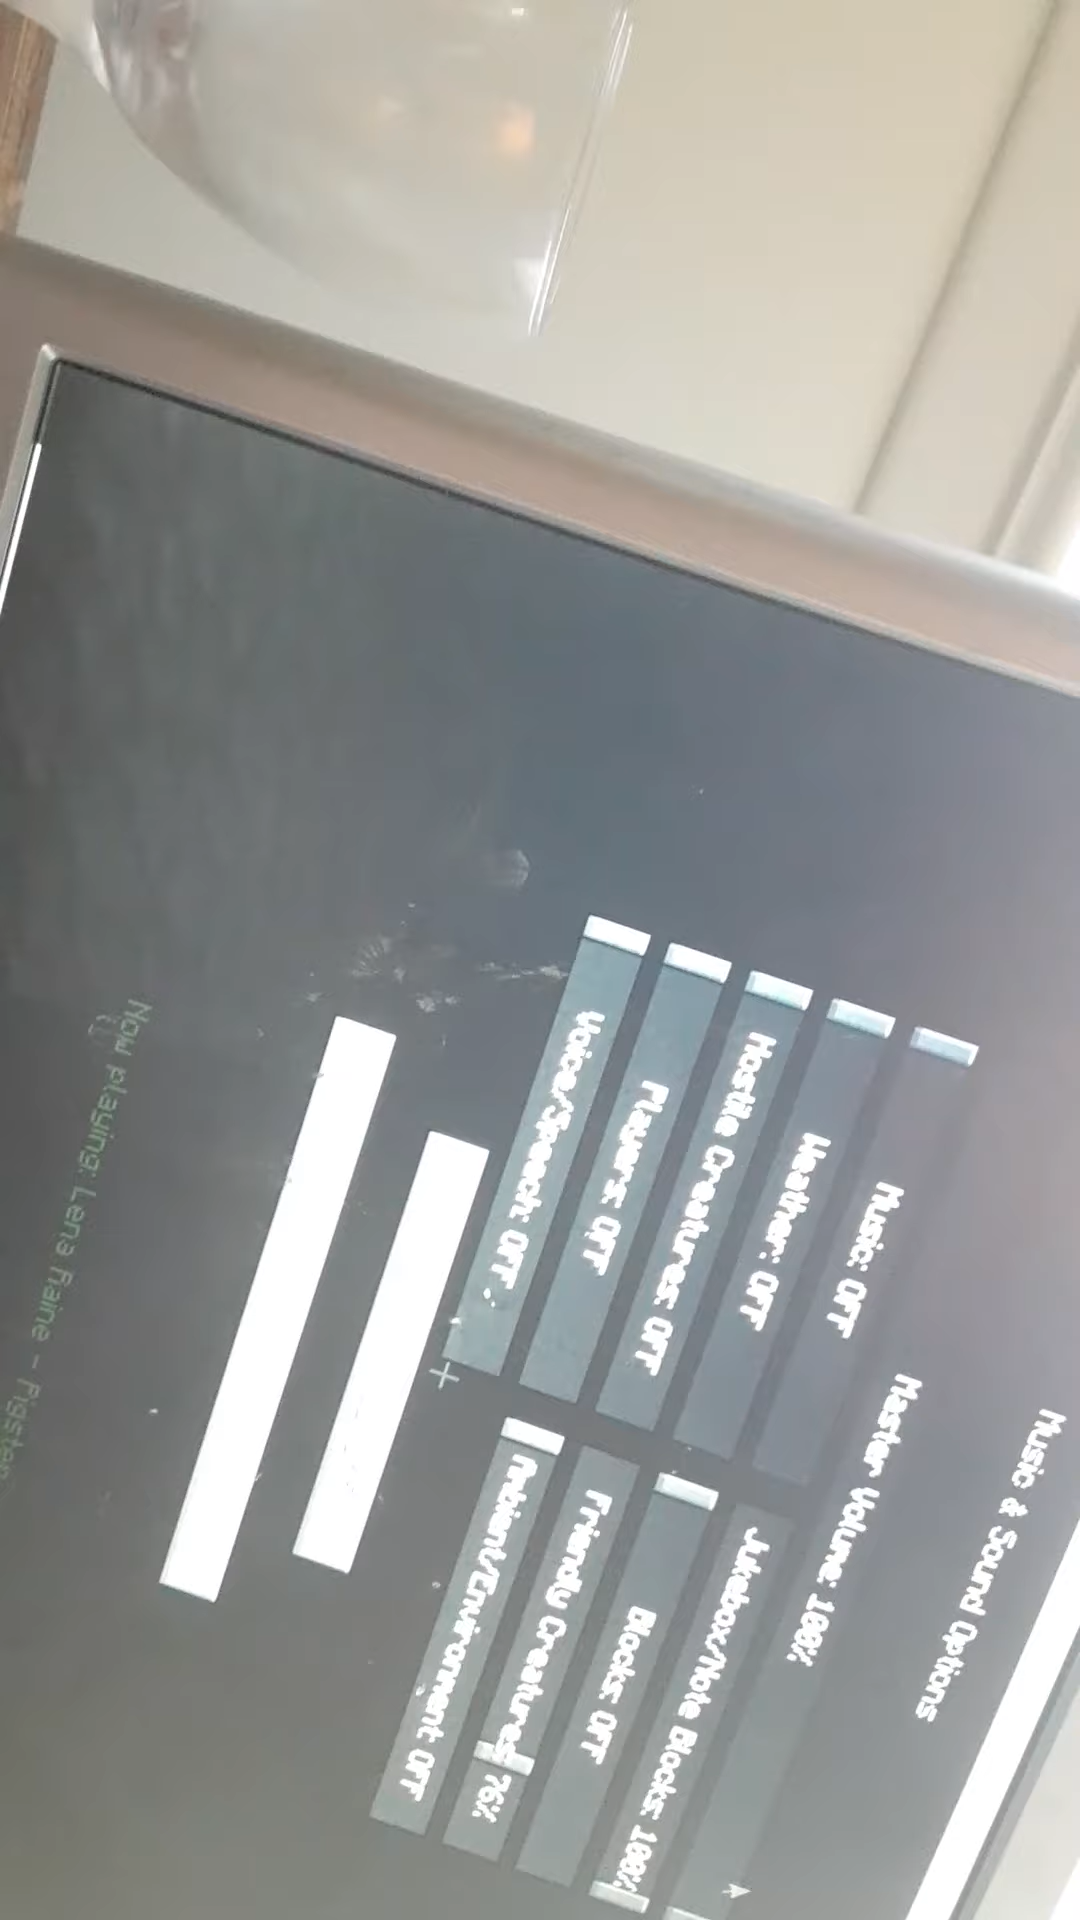 Music & Sound Options
Master Volume: 100%
Music: OFF
Jukebox/Note Blocks: 100%
Weather: OFF
Blocks: OFF
Hostile Creatures: OFF
Friendly Creatures: 76%
Players: OFF
Ambient/Environment: OFF
Voice/Speech: OFF
Now playing: Lena Raine - Pigstep